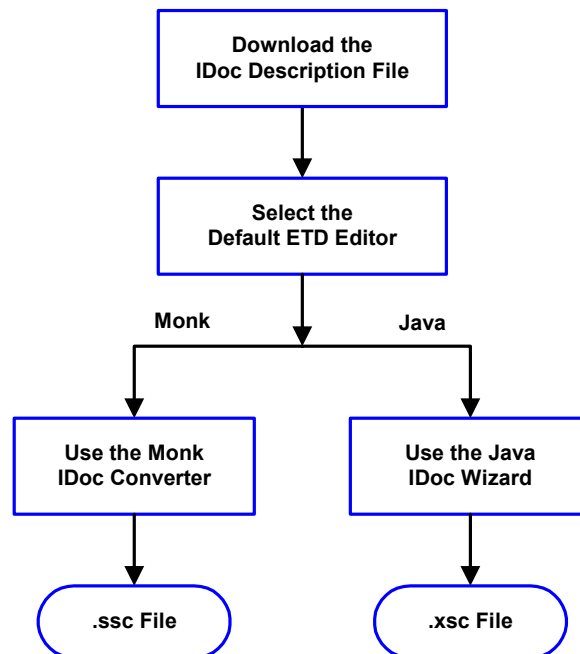 Download the
IDoc Description File
Select the
Default ETD Editor
Monk
Java
Use the Monk
IDoc Converter
Use the Java
IDoc Wizard
.ssc File
.xsc File